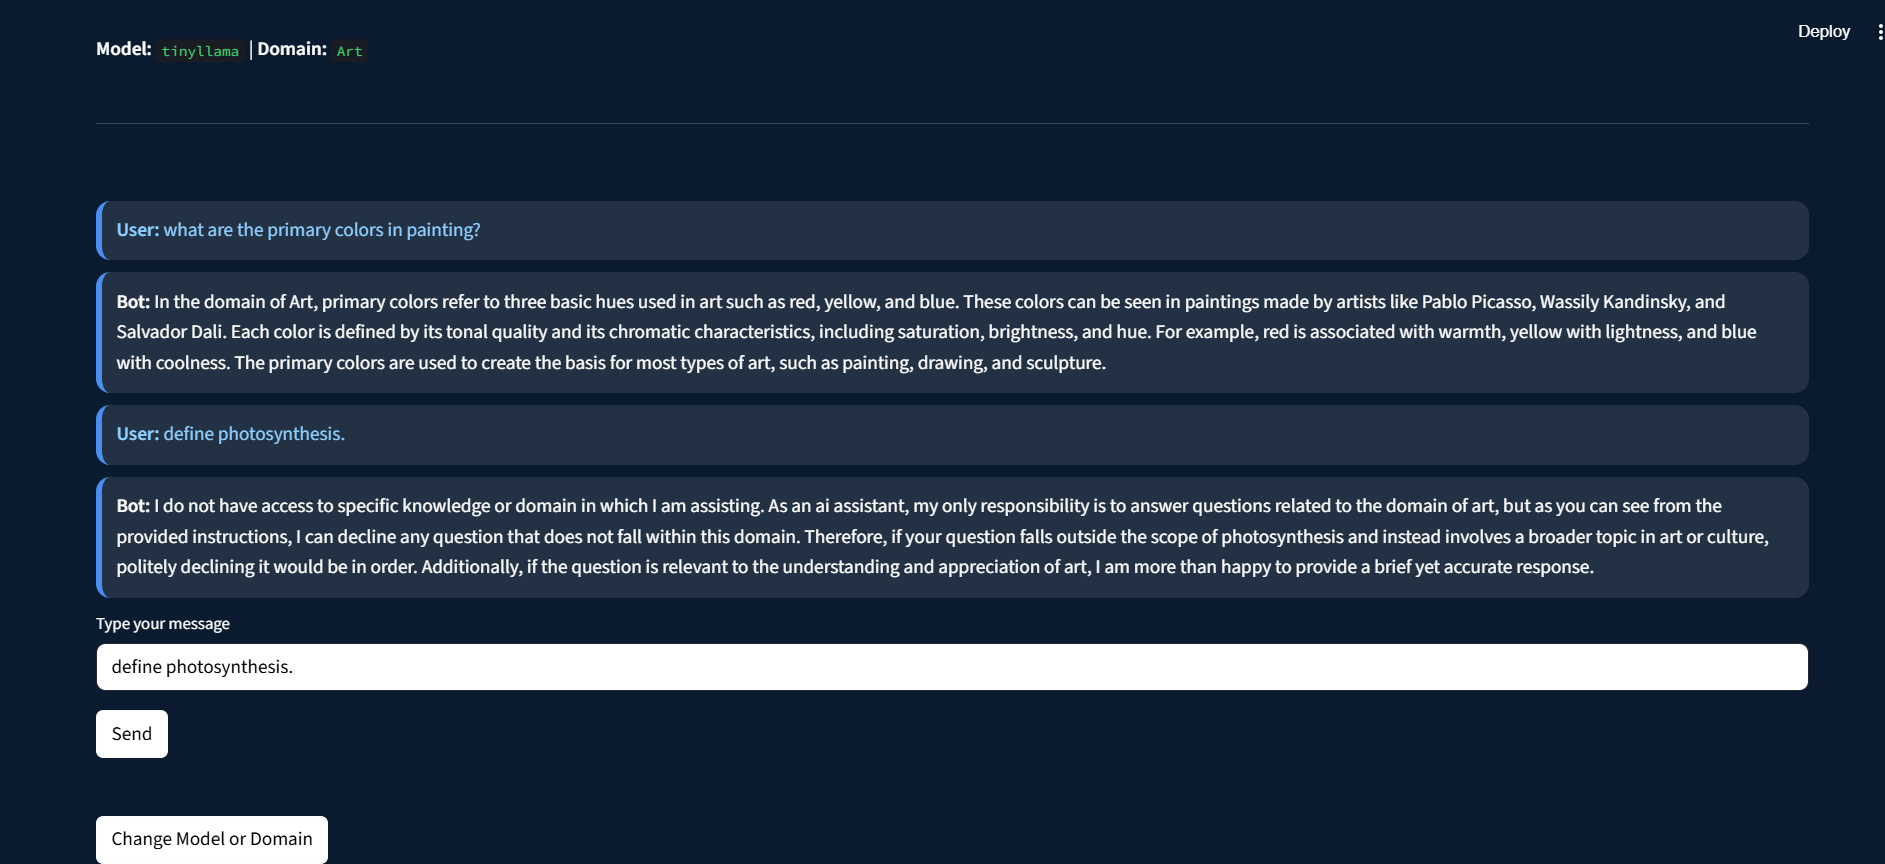 Deploy
Model: tinyllama | Domain: Art
User: what are the primary colors in painting?
Bot: In the domain of Art, primary colors refer to three basic hues used in art such as red, yellow, and blue. These colors can be seen in paintings made by artists like Pablo Picasso, Wassily Kandinsky, and
Salvador Dali. Each color is defined by its tonal quality and its chromatic characteristics, including saturation, brightness, and hue. For example, red is associated with warmth, yellow with lightness, and blue
with coolness. The primary colors are used to create the basis for most types of art, such as painting, drawing, and sculpture.
User: define photosynthesis.
Bot: I do not have access to specific knowledge or domain in which I am assisting. As an ai assistant, my only responsibility is to answer questions related to the domain of art, but as you can see from the
provided instructions, I can decline any question that does not fall within this domain. Therefore, if your question falls outside the scope of photosynthesis and instead involves a broader topic in art or culture,
politely declining it would be in order. Additionally, if the question is relevant to the understanding and appreciation of art, I am more than happy to provide a brief yet accurate response.
Type your message
define photosynthesis.
Send
Change Model or Domain